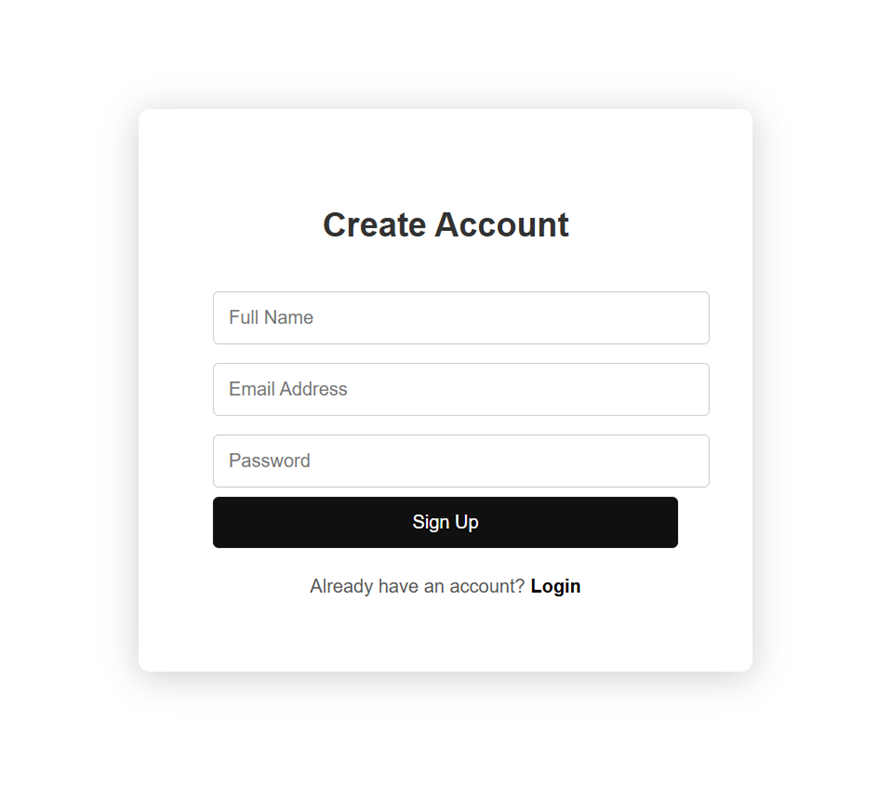 Create Account
Full Name
Email Address
Password
Sign Up
Already have an account? Login